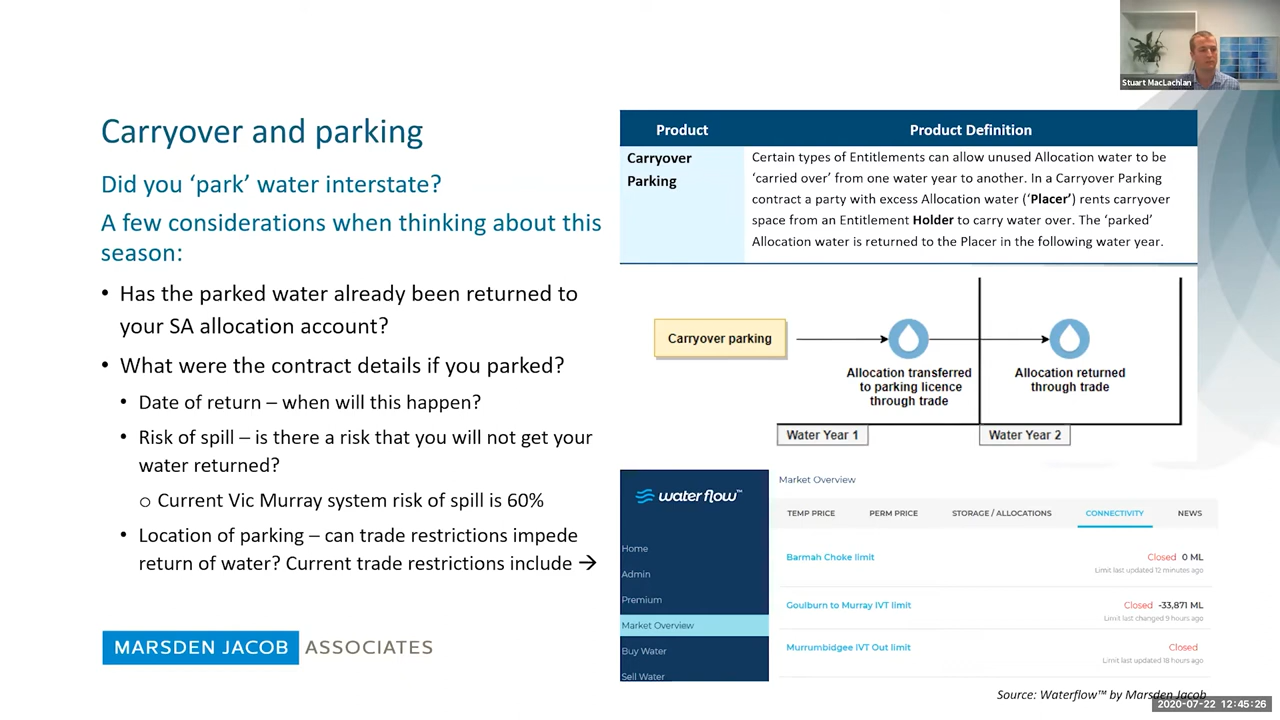 Stuart MacLachlan
Carryover and parking
Did you ‘park’ water interstate?
A few considerations when thinking about this
season:
• Has the parked water already been returned to
your SA allocation account?
• What were the contract details if you parked?
• Date of return – when will this happen?
• Risk of spill – is there a risk that you will not get your
water returned?
o Current Vic Murray system risk of spill is 60%
• Location of parking – can trade restrictions impede
return of water? Current trade restrictions include →
MARSDEN JACOB ASSOCIATES
Product Product Definition
Carryover
Parking
Certain types of Entitlements can allow unused Allocation water to be
‘carried over’ from one water year to another. In a Carryover Parking
contract a party with excess Allocation water (‘Placer’) rents carryover
space from an Entitlement Holder to carry water over. The ‘parked’
Allocation water is returned to the Placer in the following water year.
Carryover parking
Allocation transferred
to parking licence
through trade
Allocation returned
through trade
Water Year 1
Water Year 2
water flow™
Home
Admin
Premium
Market Overview
Buy Water
Sell Water
Market Overview
TEMP PRICE PERM PRICE STORAGE / ALLOCATIONS CONNECTIVITY NEWS
Barmah Choke limit Closed 0 ML
Limit last updated 12 minutes ago
Goulburn to Murray IVT limit Closed -33,871 ML
Limit last changed 9 hours ago
Murrumbidgee IVT Out limit Closed
Limit last updated 18 hours ago
Source: Waterflow™ by Marsden Jacob
2020-07-22 12:45:26